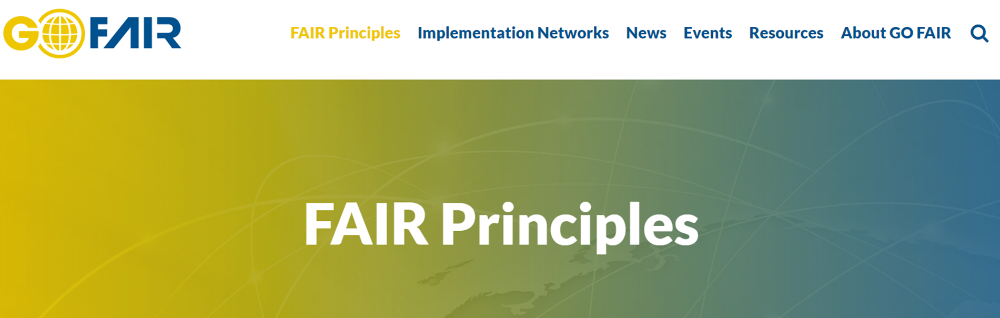 GO FAIR
FAIR Principles Implementation Networks News Events Resources About GO FAIR
FAIR Principles